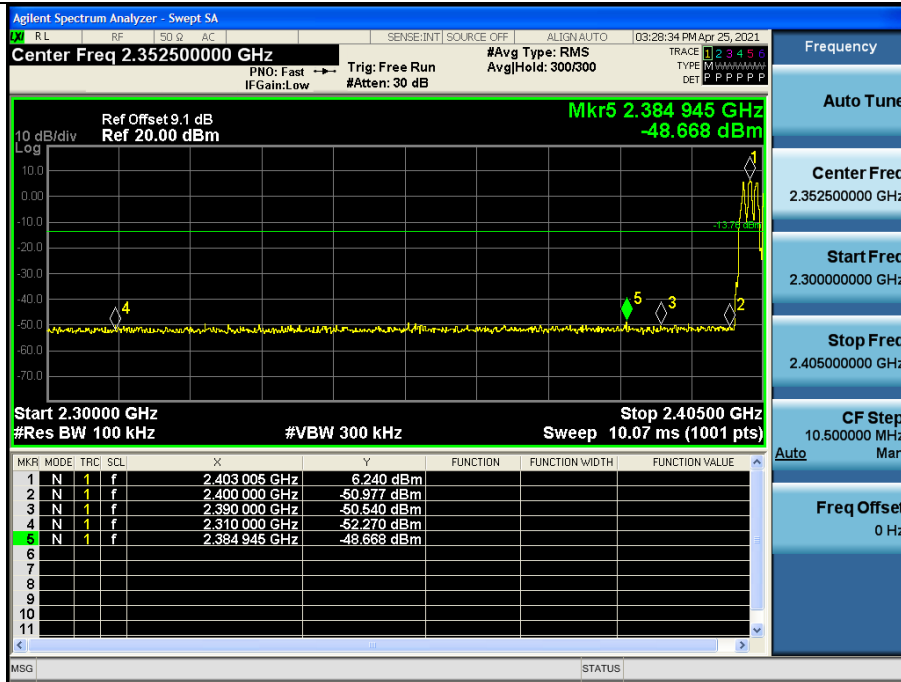 Agilent Spectrum Analyzer - Swept SA
LXI RL RF 50 Ω AC SENSE:INT SOURCE OFF ALIGNAUTO 03:28:34 PM Apr 25, 2021
Center Freq 2.352500000 GHz
PNO: Fast
IFGain:Low
Trig: Free Run
#Atten: 30 dB
#Avg Type: RMS
Avg|Hold: 300/300
TRACE 1 2 3 4 5 6
TYPE M W W W W W
DET P P P P P P
Mkr5 2.384 945 GHz
-48.668 dBm
Ref Offset 9.1 dB
10 dB/div Ref 20.00 dBm
Log
10.0
0.00
-10.0
-20.0
-30.0
-40.0
-50.0
-60.0
-70.0
1
-13.76 dBm
4
5
3
2
Start 2.30000 GHz
Stop 2.40500 GHz
#Res BW 100 kHz
#VBW 300 kHz
Sweep 10.07 ms (1001 pts)
MKR MODE TRC SCL X Y FUNCTION FUNCTION WIDTH FUNCTION VALUE
1 N 1 f 2.403 005 GHz 6.240 dBm
2 N 1 f 2.400 000 GHz -50.977 dBm
3 N 1 f 2.390 000 GHz -50.540 dBm
4 N 1 f 2.310 000 GHz -52.270 dBm
5 N 1 f 2.384 945 GHz -48.668 dBm
6
7
8
9
10
11
MSG
STATUS
Frequency
Auto Tune
Center Freq
2.352500000 GHz
Start Freq
2.300000000 GHz
Stop Freq
2.405000000 GHz
CF Step
10.500000 MHz
Auto Man
Freq Offset
0 Hz